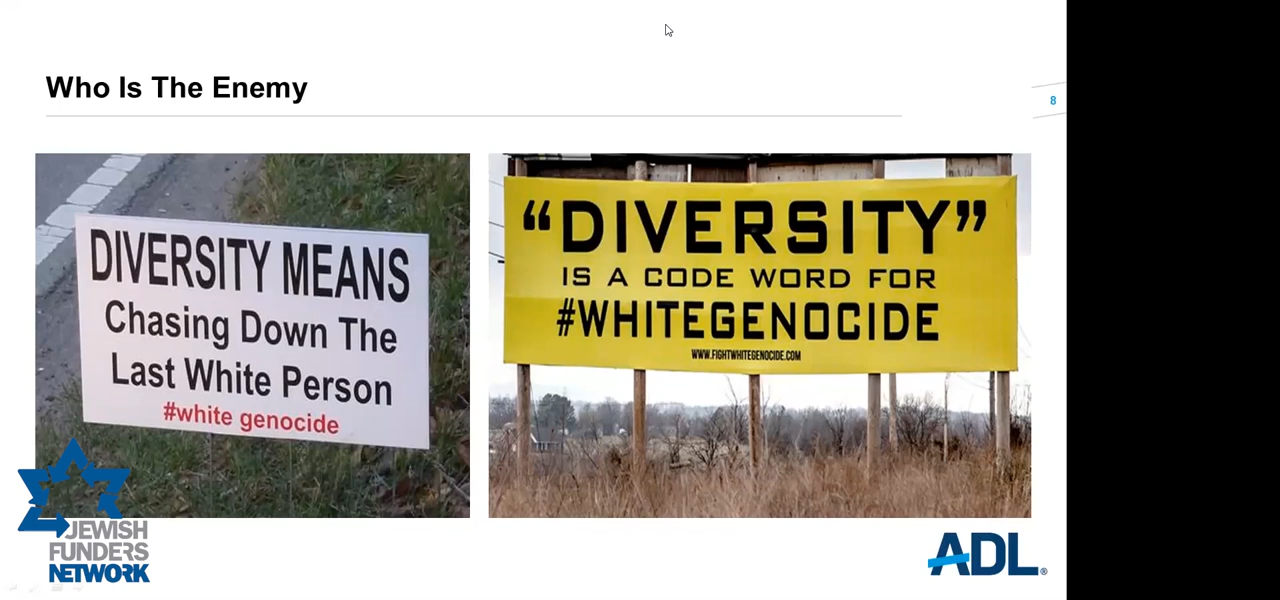 Who Is The Enemy
8
DIVERSITY MEANS
Chasing Down The
Last White Person
#white genocide
“DIVERSITY”
IS A CODE WORD FOR
#WHITEGENOCIDE
WWW.FIGHTWHITEGENOCIDE.COM
JEWISH
FUNDERS
NETWORK
ADL®